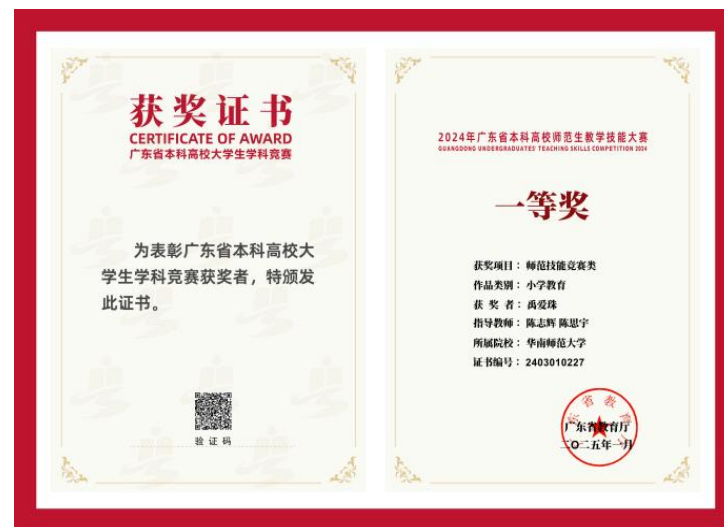 获奖证书
CERTIFICATE OF AWARD
广东省本科高校大学生学科竞赛
为表彰广东省本科高校大
学生学科竞赛获奖者，特颁发
此证书。
验证码
2024年广东省本科高校师范生教学技能大赛
GUANGDONG UNDERGRADUATES' TEACHING SKILLS COMPETITION 2024
一等奖
获奖项目：师范技能竞赛类
作品类别：小学教育
获 奖 者：禹爱珠
指导教师：陈志辉 陈思宇
所属院校：华南师范大学
证书编号：2403010227
广东省教育厅
二〇二五年一月